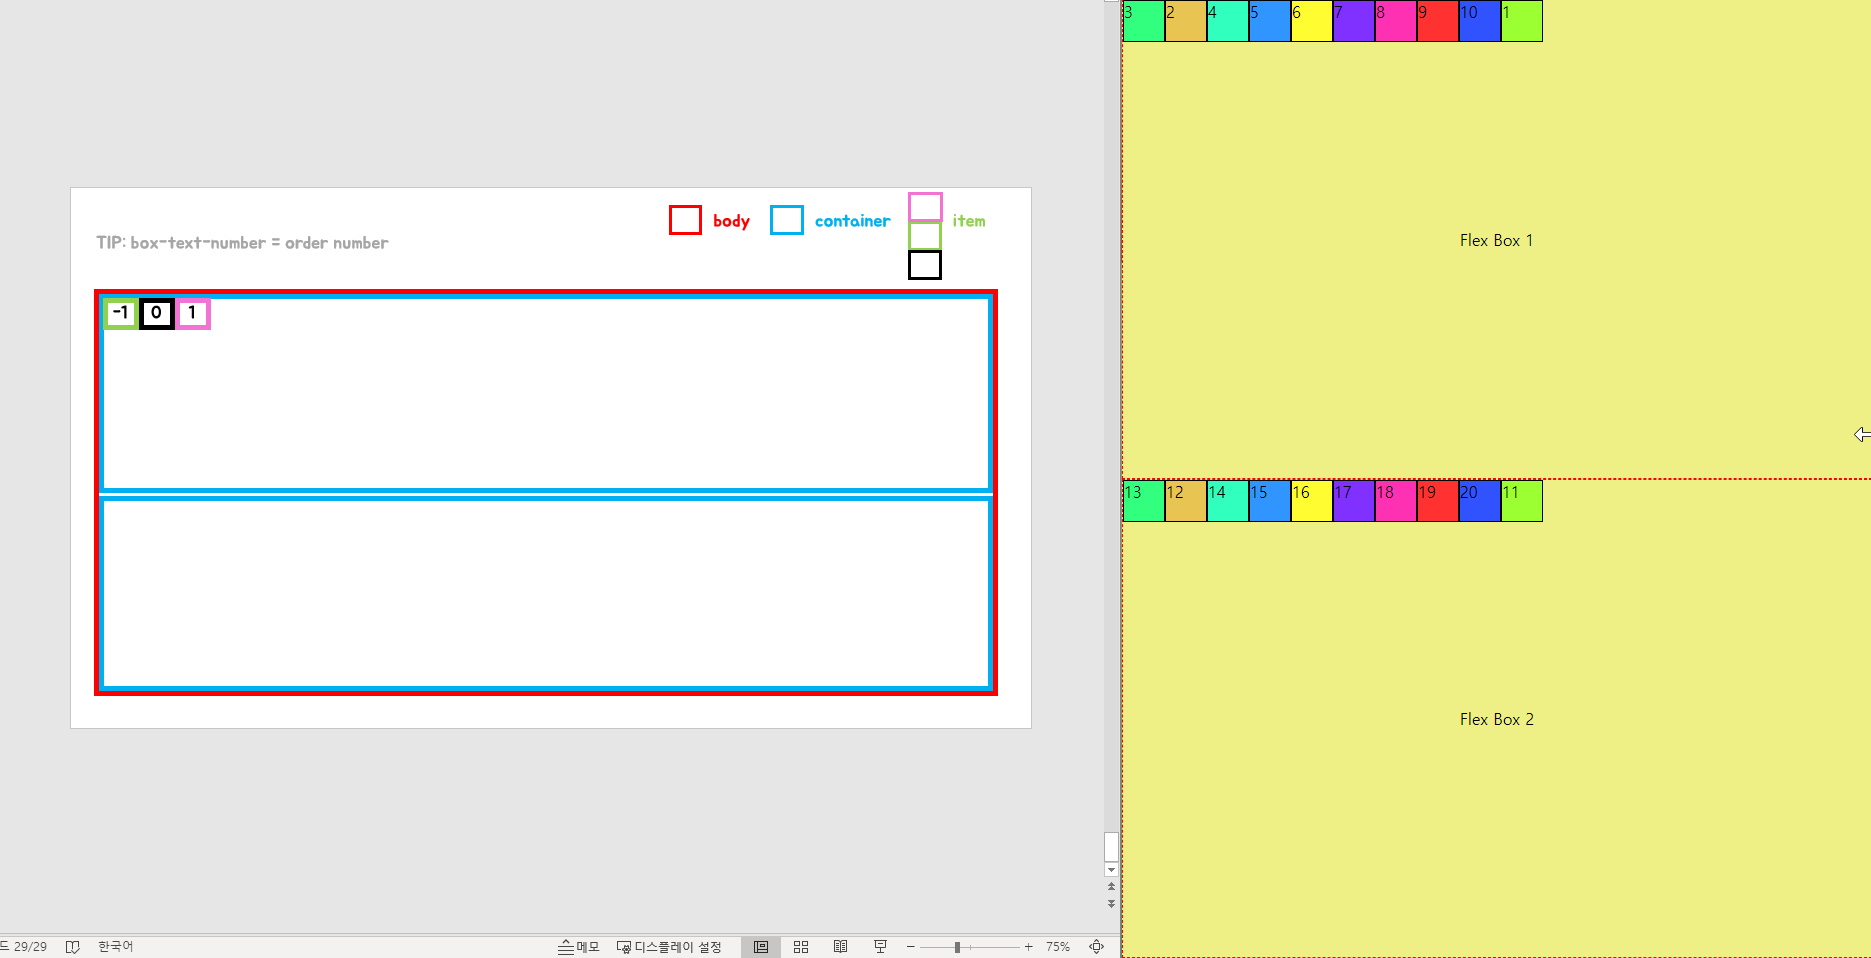 TIP: box-text-number = order number
body
container
item
-1 0 1
드 29/29
한국어
메모
디스플레이 설정
75%
3 2 4 5 6 7 8 9 10 1
Flex Box 1
13 12 14 15 16 17 18 19 20 11
Flex Box 2